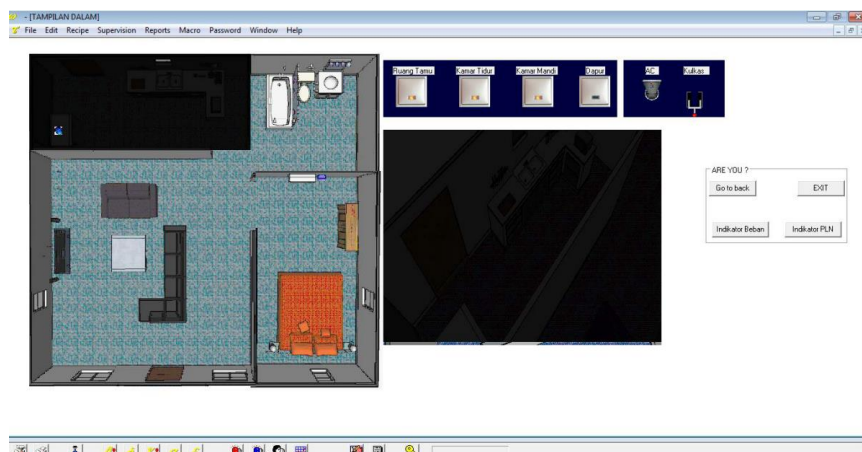 - [TAMPILAN DALAM]
File Edit Recipe Supervision Reports Macro Password Window Help
Ruang Tamu Kamar Tidur Kamar Mandi Dapur AC Kulkas
ARE YOU ?
Go to back EXIT
Indikator Beban Indikator PLN